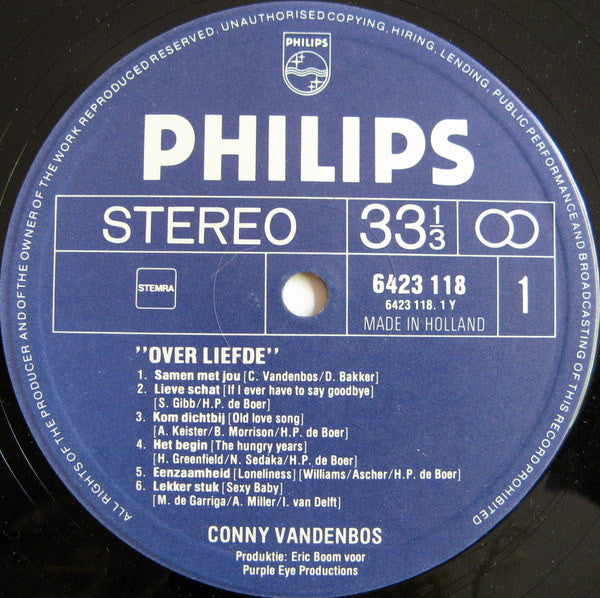 ALL RIGHTS OF THE PRODUCER AND OF THE OWNER OF THE WORK REPRODUCED RESERVED. UNAUTHORISED COPYING, HIRING, LENDING, PUBLIC PERFORMANCE AND BROADCASTING OF THIS RECORD PROHIBITED
PHILIPS
PHILIPS
STEREO 33 1/3
STEMRA 6423 118 1
6423 118. 1 Y
MADE IN HOLLAND
"OVER LIEFDE"
1. Samen met jou [C. Vandenbos/D. Bakker]
2. Lieve schat [If I ever have to say goodbye]
[S. Gibb/H.P. de Boer]
3. Kom dichtbij [Old love song]
[A. Keister/B. Morrison/H.P. de Boer]
4. Het begin [The hungry years]
[H. Greenfield/N. Sedaka/H.P. de Boer]
5. Eenzaamheid [Loneliness] [Williams/Ascher/H.P. de Boer]
6. Lekker stuk [Sexy Baby]
[M. de Garriga/A. Miller/I. van Delft]
CONNY VANDENBOS
Produktie: Eric Boom voor
Purple Eye Productions